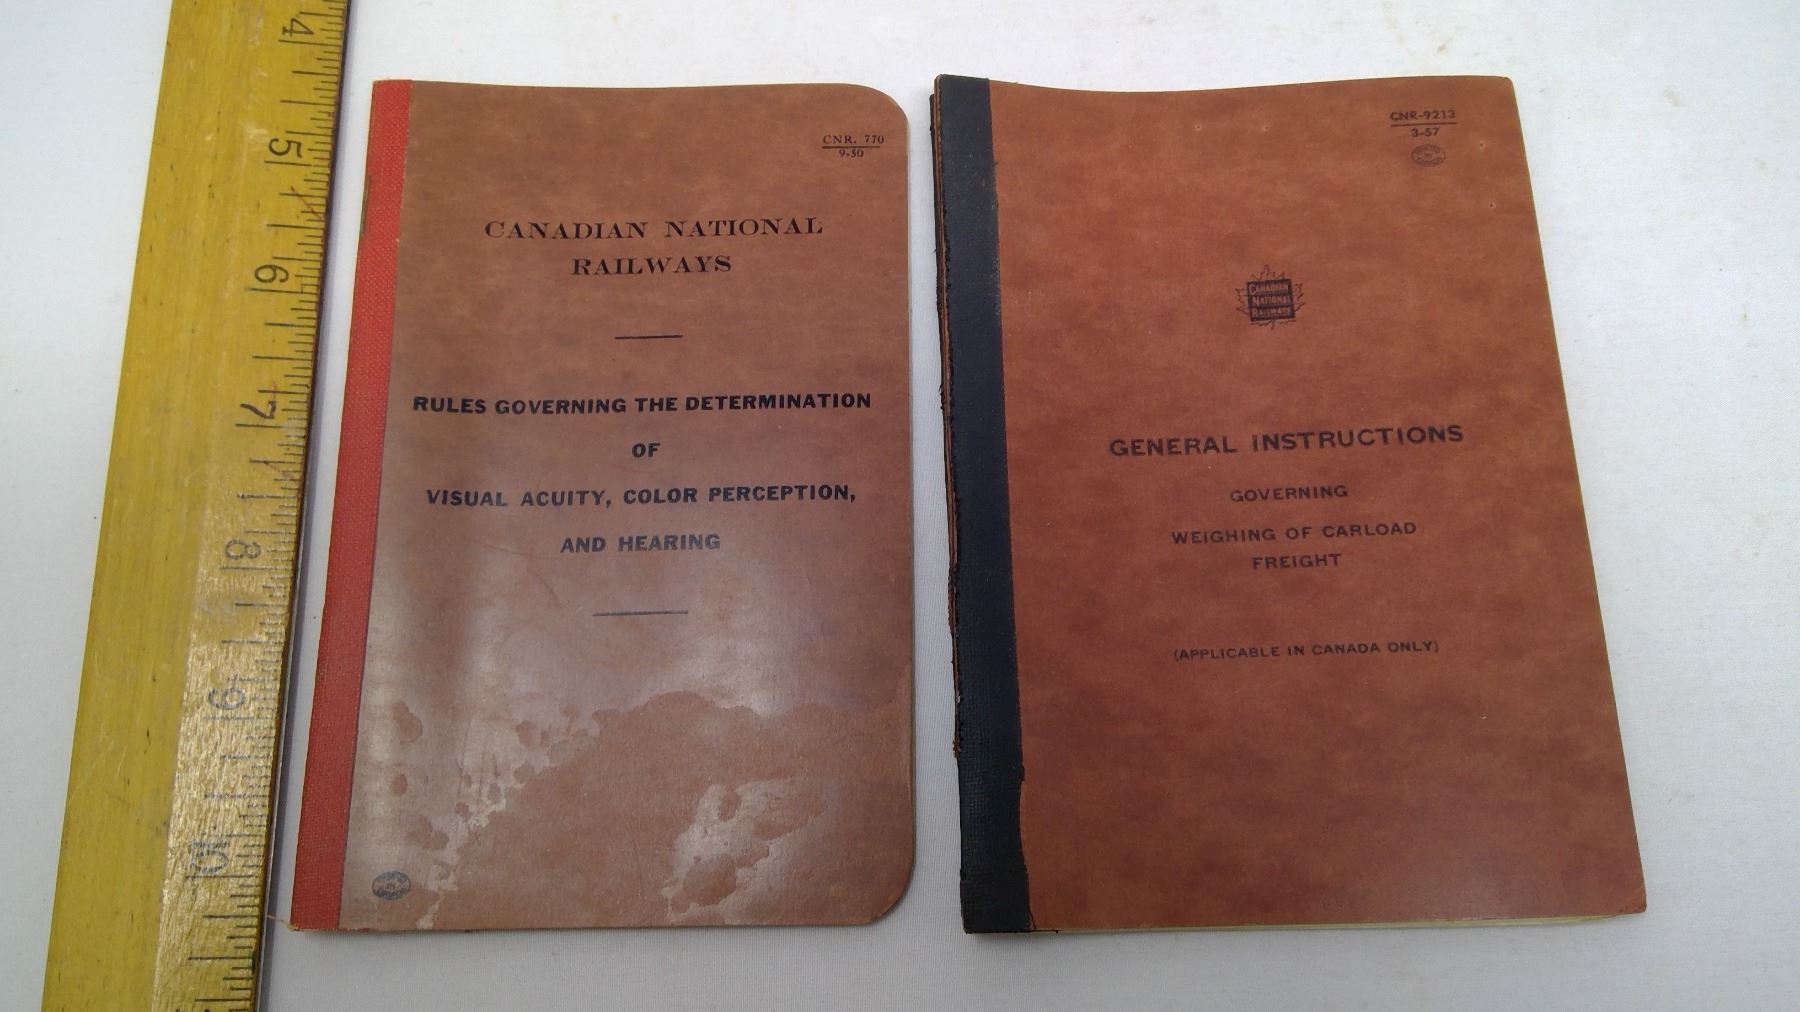 4
5
6
7
8
9
10
CNR. 770
9-50
CANADIAN NATIONAL
RAILWAYS
RULES GOVERNING THE DETERMINATION
OF
VISUAL ACUITY, COLOR PERCEPTION,
AND HEARING
CNR-9213
3-57
CANADIAN
NATIONAL
RAILWAYS
GENERAL INSTRUCTIONS
GOVERNING
WEIGHING OF CARLOAD
FREIGHT
(APPLICABLE IN CANADA ONLY)